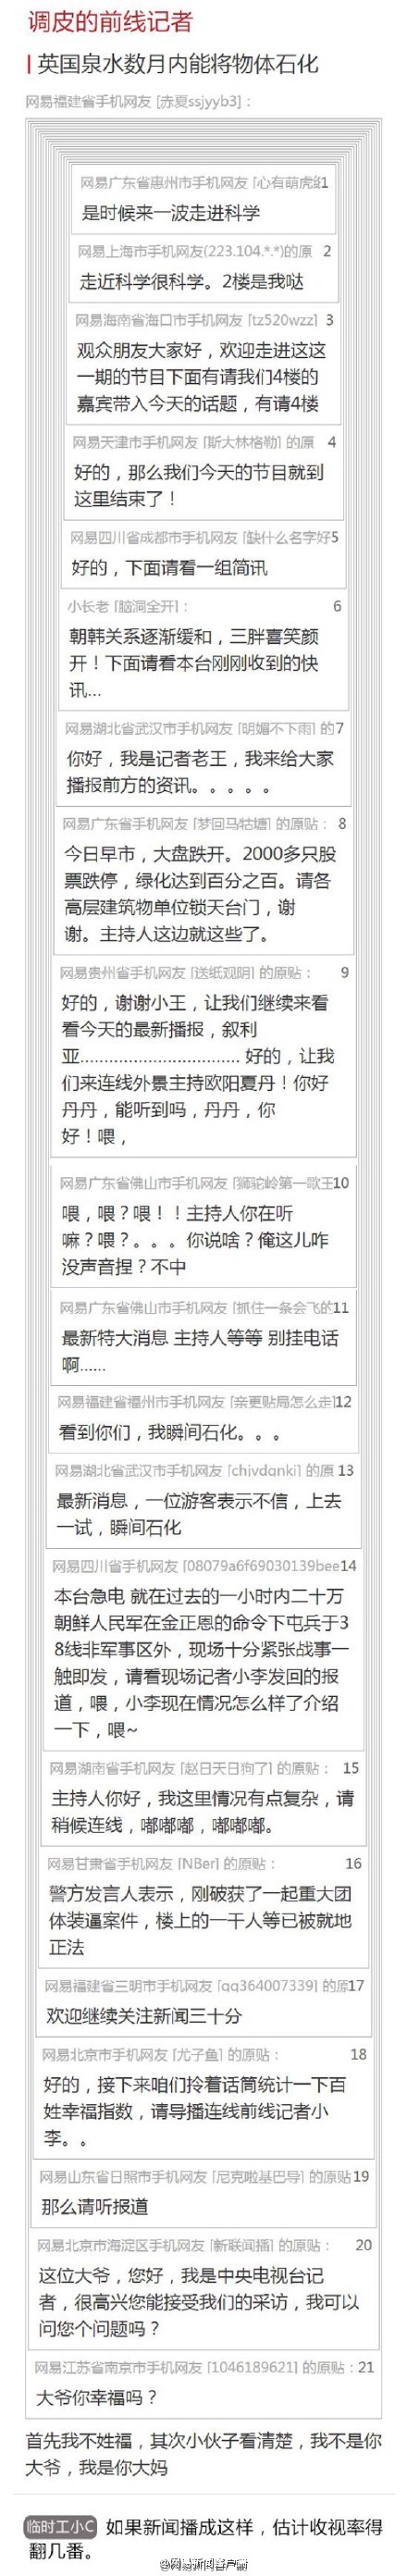 调皮的前线记者
英国泉水数月内能将物体石化
网易福建省手机网友 [赤夏ssjyyb3]：
网易广东省惠州市手机网友 [心有萌虎 1
是时候来一波走进科学
网易上海市手机网友(223.104.*.*)的原 2
走近科学很科学。2楼是我哒
网易海南省海口市手机网友 [tz520wzz] 3
观众朋友大家好，欢迎走进这这
一期的节目下面有请我们4楼的
嘉宾带入今天的话题，有请4楼
网易天津市手机网友 [斯大林格勒] 的原 4
好的，那么我们今天的节目就到
这里结束了！
网易四川省成都市手机网友 [缺什么名字好5
好的，下面请看一组简讯
小长老 [脑洞全开]： 6
朝韩关系逐渐缓和，三胖喜笑颜
开！下面请看本台刚刚收到的快
讯...
网易湖北省武汉市手机网友 [明媚不下雨] 的7
你好，我是记者老王，我来给大家
播报前方的资讯。。。。。
网易广东省手机网友 [梦回马牯塘] 的原贴： 8
今日早市，大盘跌开。2000多只股
票跌停，绿化达到百分之百。请各
高层建筑物单位锁天台门，谢
谢。主持人这边就这些了。
网易贵州省手机网友 [送纸观阴] 的原贴： 9
好的，谢谢小王，让我们继续来看
看今天的最新播报，叙利
亚.................................. 好的，让我
们来连线外景主持欧阳夏丹！你好
丹丹，能听到吗，丹丹，你
好！喂，
网易广东省佛山市手机网友 [狮驼岭第一歌王10
喂，喂？喂！！主持人你在听
嘛？喂？。。。你说啥？俺这儿咋
没声音捏？不中
网易广东省佛山市手机网友 [抓住一条会飞的11
最新特大消息 主持人等等 别挂电话
啊......
网易福建省福州市手机网友 [亲更贴局怎么走]12
看到你们，我瞬间石化。。。
网易湖北省武汉市手机网友 [chjvdqnki] 的原 13
最新消息，一位游客表示不信，上去
一试，瞬间石化
网易四川省手机网友 [08079a6f69030139bee14
本台急电 就在过去的一小时内二十万
朝鲜人民军在金正恩的命令下屯兵于3
8线非军事区外，现场十分紧张战事一
触即发，请看现场记者小李发回的报
道，喂，小李现在情况怎么样了介绍
一下，喂~
网易湖南省手机网友 [赵日天日狗了] 的原贴： 15
主持人你好，我这里情况有点复杂，请
稍候连线，嘟嘟嘟，嘟嘟嘟。
网易甘肃省手机网友 [NBer] 的原贴： 16
警方发言人表示，刚破获了一起重大团
体装逼案件，楼上的一干人等已被就地
正法
网易福建省三明市手机网友 [qq364007339] 的原17
欢迎继续关注新闻三十分
网易北京市手机网友 [尤子鱼] 的原贴： 18
好的，接下来咱们拎着话筒统计一下百
姓幸福指数，请导播连线前线记者小
李。。
网易山东省日照市手机网友 [尼克啦基巴导] 的原贴19
那么请听报道
网易北京市海淀区手机网友 [新联闻播] 的原贴： 20
这位大爷，您好，我是中央电视台记
者，很高兴您能接受我们的采访，我可以
问您个问题吗？
网易江苏省南京市手机网友 [1046189621] 的原贴：21
大爷你幸福吗？
首先我不姓福，其次小伙子看清楚，我不是你
大爷，我是你大妈
临时工小C 如果新闻播成这样，估计收视率得
翻几番。
@网易新闻客户端